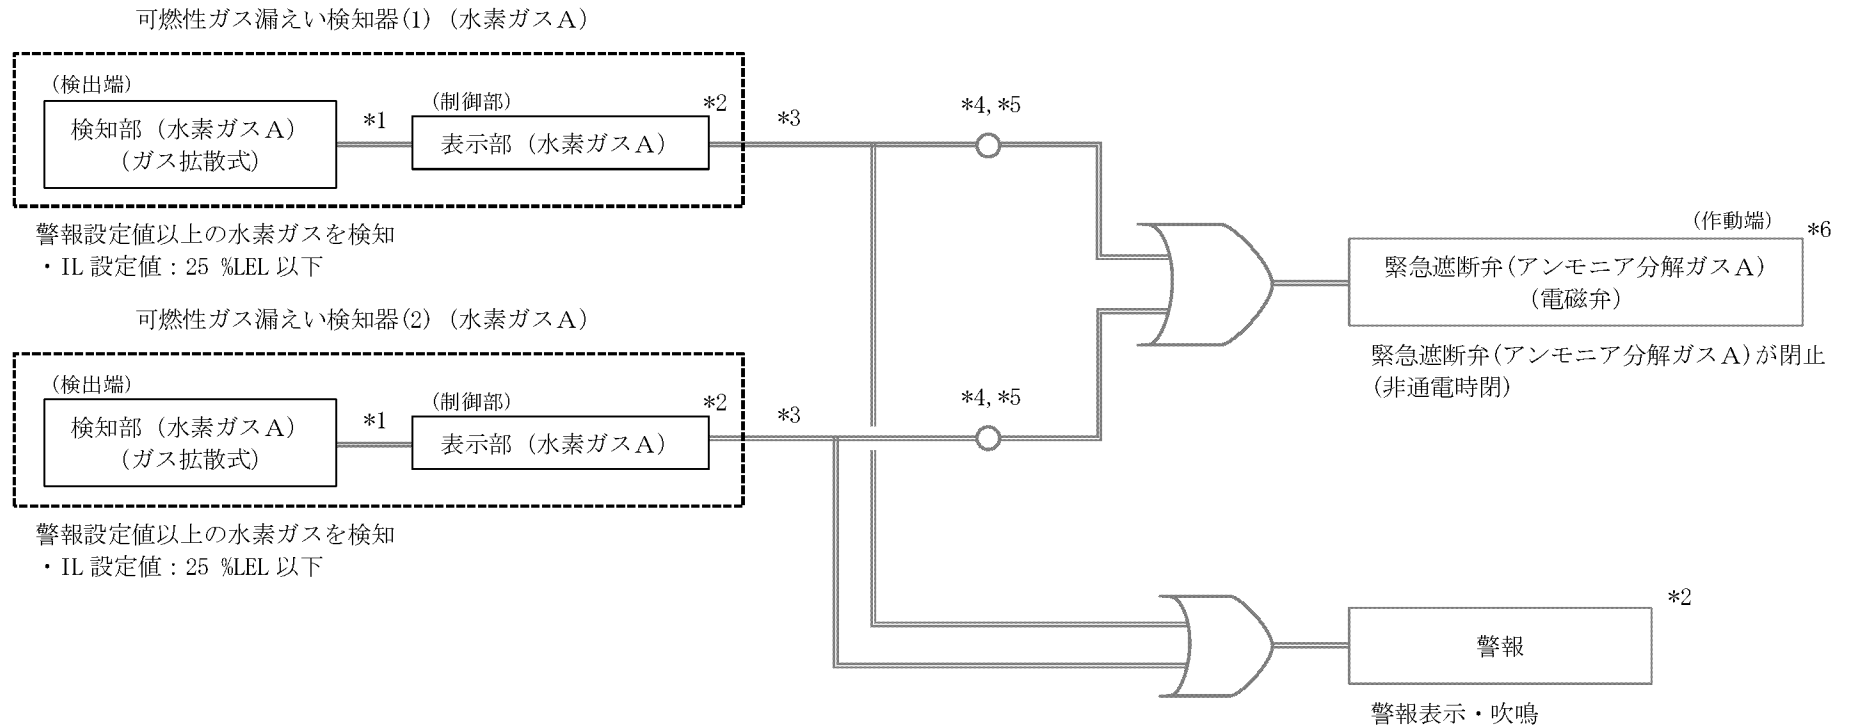 可燃性ガス漏えい検知器(1) (水素ガスA)
(検出端)
検知部 (水素ガスA)
(ガス拡散式)
*1
(制御部)
表示部 (水素ガスA)
*2
*3
*4, *5
警報設定値以上の水素ガスを検知
・IL 設定値：25 %LEL 以下
(作動端)
*6
緊急遮断弁(アンモニア分解ガスA)
(電磁弁)
緊急遮断弁(アンモニア分解ガスA)が閉止
(非通電時閉)
可燃性ガス漏えい検知器(2) (水素ガスA)
(検出端)
検知部 (水素ガスA)
(ガス拡散式)
*1
(制御部)
表示部 (水素ガスA)
*2
*3
*4, *5
警報設定値以上の水素ガスを検知
・IL 設定値：25 %LEL 以下
*2
警報
警報表示・吹鳴